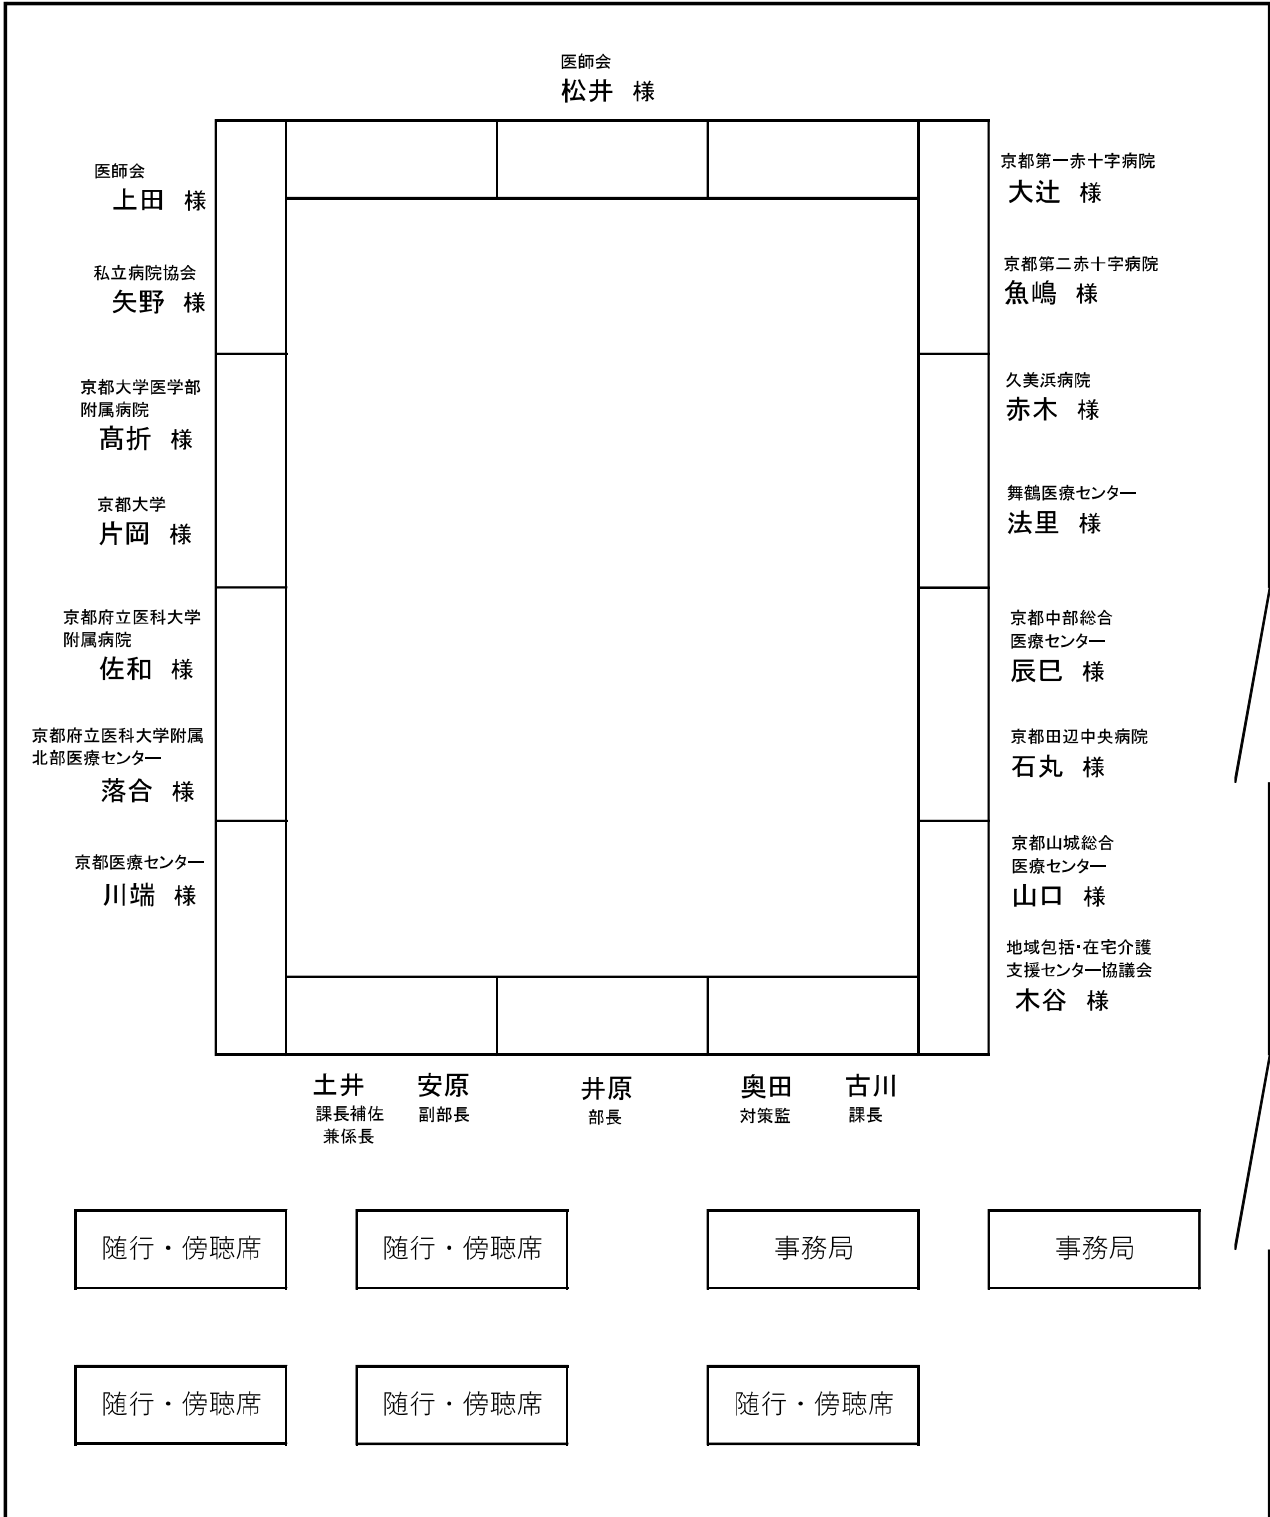 医師会
松井 様
医師会
上田 様
私立病院協会
矢野 様
京都大学医学部
附属病院
髙折 様
京都大学
片岡 様
京都府立医科大学
附属病院
佐和 様
京都府立医科大学附属
北部医療センター
落合 様
京都医療センター
川端 様
京都第一赤十字病院
大辻 様
京都第二赤十字病院
魚嶋 様
久美浜病院
赤木 様
舞鶴医療センター
法里 様
京都中部総合
医療センター
辰巳 様
京都田辺中央病院
石丸 様
京都山城総合
医療センター
山口 様
地域包括・在宅介護
支援センター協議会
木谷 様
土井
課長補佐
兼係長
安原
副部長
井原
部長
奥田
対策監
古川
課長
随行・傍聴席
随行・傍聴席
事務局
事務局
随行・傍聴席
随行・傍聴席
随行・傍聴席